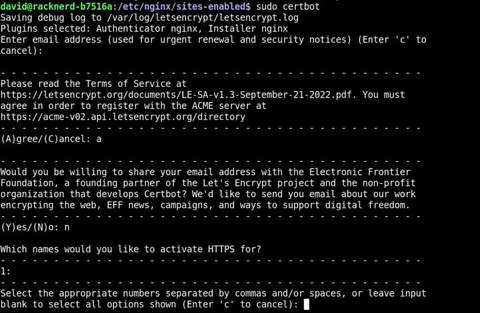 david@racknerd-b7516a:/etc/nginx/sites-enabled$ sudo certbot
Saving debug log to /var/log/letsencrypt/letsencrypt.log
Plugins selected: Authenticator nginx, Installer nginx
Enter email address (used for urgent renewal and security notices) (Enter 'c' to
cancel):
- - - - - - - - - - - - - - - - - - - - - - - - - - - - - - - - - - - - - - - -
Please read the Terms of Service at
https://letsencrypt.org/documents/LE-SA-v1.3-September-21-2022.pdf. You must
agree in order to register with the ACME server at
https://acme-v02.api.letsencrypt.org/directory
- - - - - - - - - - - - - - - - - - - - - - - - - - - - - - - - - - - - - - - -
(A)gree/(C)ancel: a
- - - - - - - - - - - - - - - - - - - - - - - - - - - - - - - - - - - - - - - -
Would you be willing to share your email address with the Electronic Frontier
Foundation, a founding partner of the Let's Encrypt project and the non-profit
organization that develops Certbot? We'd like to send you email about our work
encrypting the web, EFF news, campaigns, and ways to support digital freedom.
- - - - - - - - - - - - - - - - - - - - - - - - - - - - - - - - - - - - - - - -
(Y)es/(N)o: n
Which names would you like to activate HTTPS for?
- - - - - - - - - - - - - - - - - - - - - - - - - - - - - - - - - - - - - - - -
1:
- - - - - - - - - - - - - - - - - - - - - - - - - - - - - - - - - - - - - - - -
Select the appropriate numbers separated by commas and/or spaces, or leave input
blank to select all options shown (Enter 'c' to cancel):